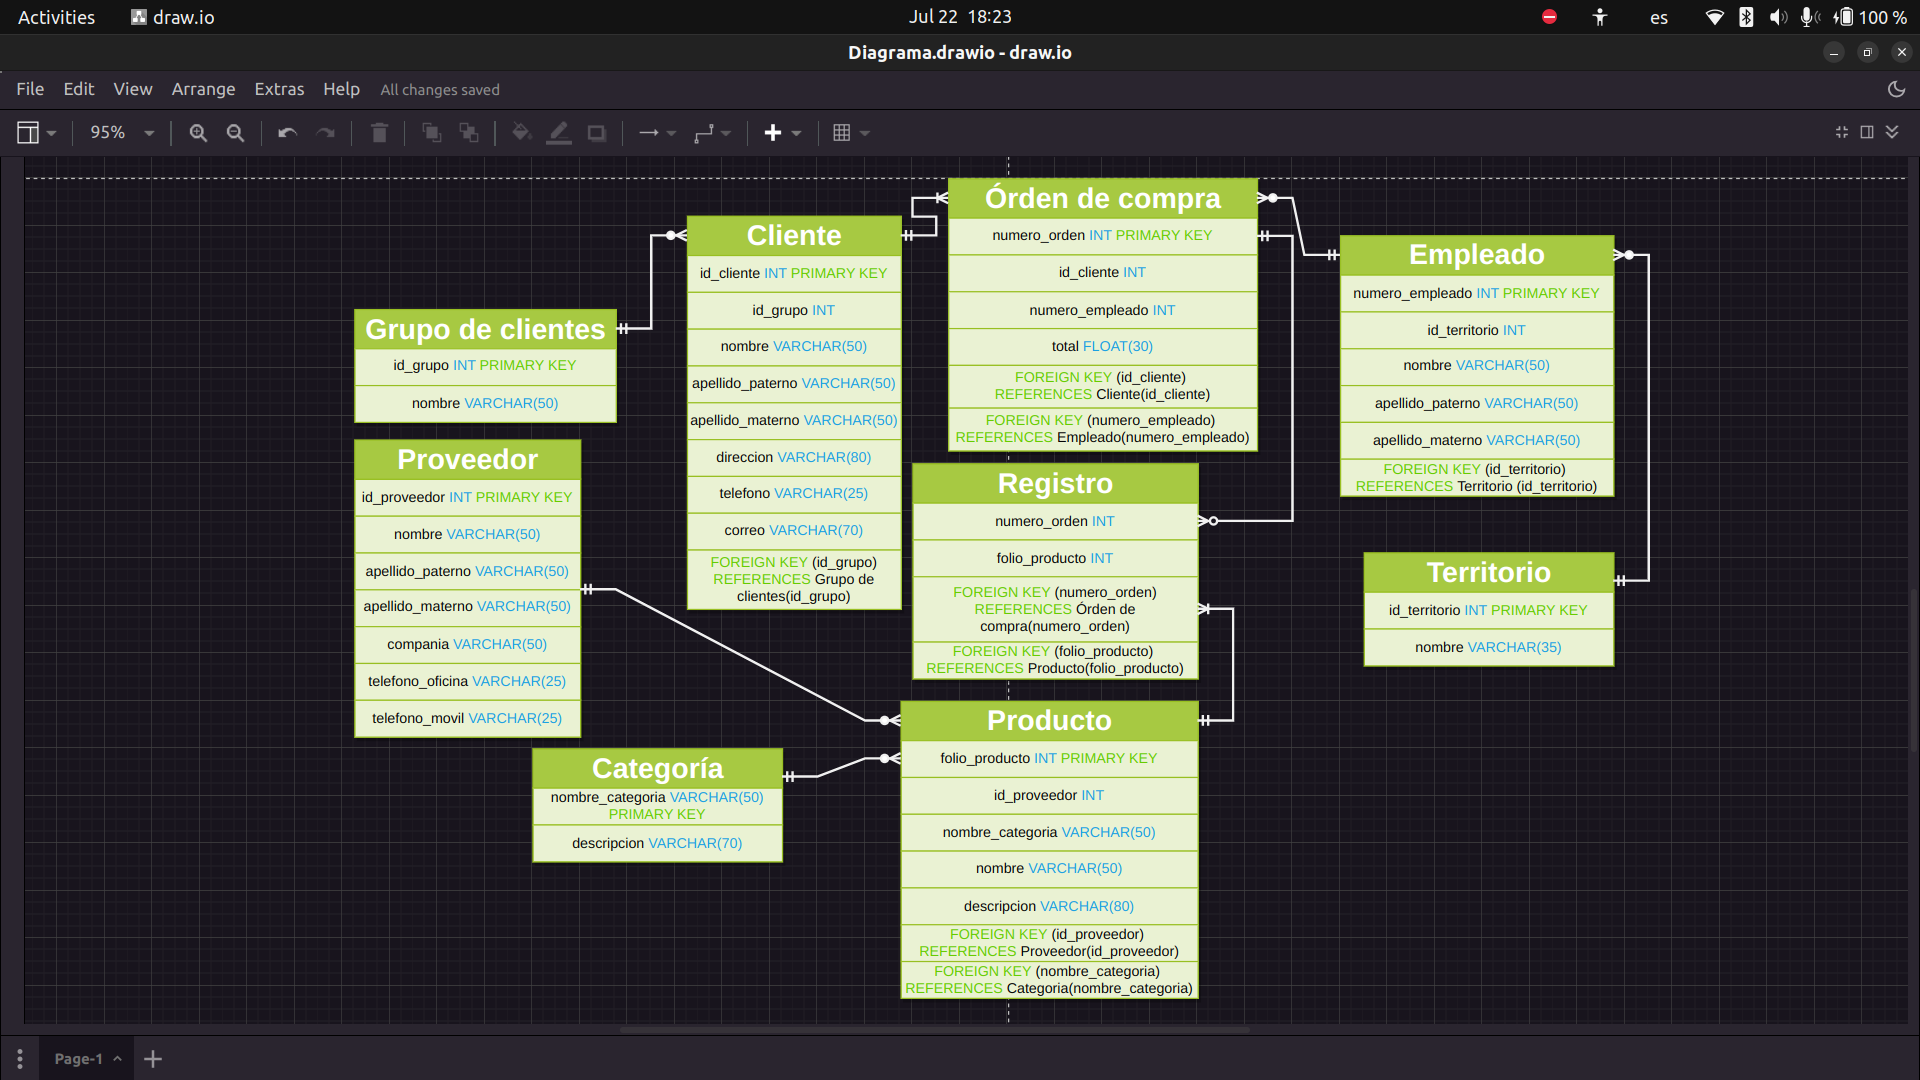 Activities
draw.io
Jul 22 18:23
es
100 %
Diagrama.drawio - draw.io
File Edit View Arrange Extras Help All changes saved
95%
Grupo de clientes
id_grupo INT PRIMARY KEY
nombre VARCHAR(50)
Proveedor
id_proveedor INT PRIMARY KEY
nombre VARCHAR(50)
apellido_paterno VARCHAR(50)
apellido_materno VARCHAR(50)
compania VARCHAR(50)
telefono_oficina VARCHAR(25)
telefono_movil VARCHAR(25)
Categoría
nombre_categoria VARCHAR(50)
PRIMARY KEY
descripcion VARCHAR(70)
Cliente
id_cliente INT PRIMARY KEY
id_grupo INT
nombre VARCHAR(50)
apellido_paterno VARCHAR(50)
apellido_materno VARCHAR(50)
direccion VARCHAR(80)
telefono VARCHAR(25)
correo VARCHAR(70)
FOREIGN KEY (id_grupo)
REFERENCES Grupo de
clientes(id_grupo)
Órden de compra
numero_orden INT PRIMARY KEY
id_cliente INT
numero_empleado INT
total FLOAT(30)
FOREIGN KEY (id_cliente)
REFERENCES Cliente(id_cliente)
FOREIGN KEY (numero_empleado)
REFERENCES Empleado(numero_empleado)
Registro
numero_orden INT
folio_producto INT
FOREIGN KEY (numero_orden)
REFERENCES Órden de
compra(numero_orden)
FOREIGN KEY (folio_producto)
REFERENCES Producto(folio_producto)
Producto
folio_producto INT PRIMARY KEY
id_proveedor INT
nombre_categoria VARCHAR(50)
nombre VARCHAR(50)
descripcion VARCHAR(80)
FOREIGN KEY (id_proveedor)
REFERENCES Proveedor(id_proveedor)
FOREIGN KEY (nombre_categoria)
REFERENCES Categoria(nombre_categoria)
Empleado
numero_empleado INT PRIMARY KEY
id_territorio INT
nombre VARCHAR(50)
apellido_paterno VARCHAR(50)
apellido_materno VARCHAR(50)
FOREIGN KEY (id_territorio)
REFERENCES Territorio (id_territorio)
Territorio
id_territorio INT PRIMARY KEY
nombre VARCHAR(35)
Page-1